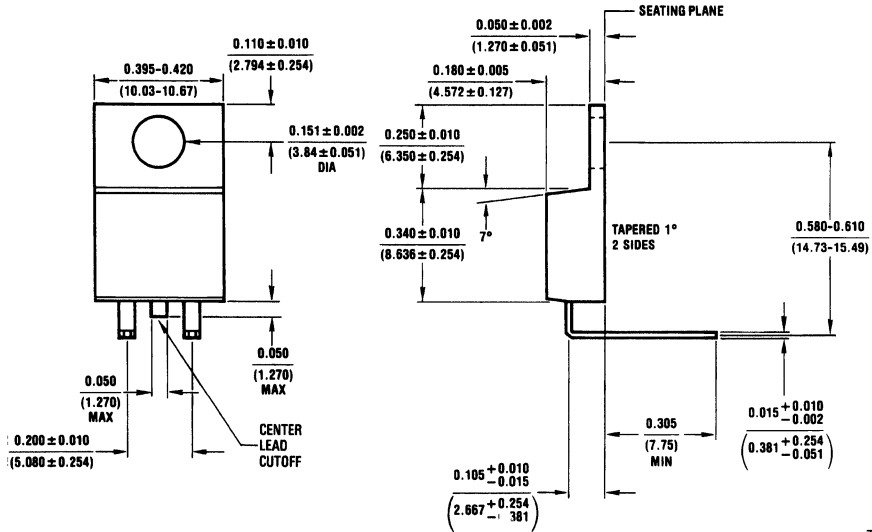 SEATING PLANE
0.050 ± 0.002
(1.270 ± 0.051)
0.110 ± 0.010
(2.794 ± 0.254)
0.395-0.420
(10.03-10.67)
0.180 ± 0.005
(4.572 ± 0.127)
0.151 ± 0.002
(3.84 ± 0.051)
DIA
0.250 ± 0.010
(6.350 ± 0.254)
0.340 ± 0.010
(8.636 ± 0.254)
7°
TAPERED 1°
2 SIDES
0.580-0.610
(14.73-15.49)
0.050
(1.270)
MAX
0.050
(1.270)
MAX
CENTER
LEAD
CUTOFF
0.200 ± 0.010
(5.080 ± 0.254)
0.305
(7.75)
MIN
0.015 +0.010
−0.002
(0.381 +0.254
−0.051)
0.105 +0.010
−0.015
(2.667 +0.254